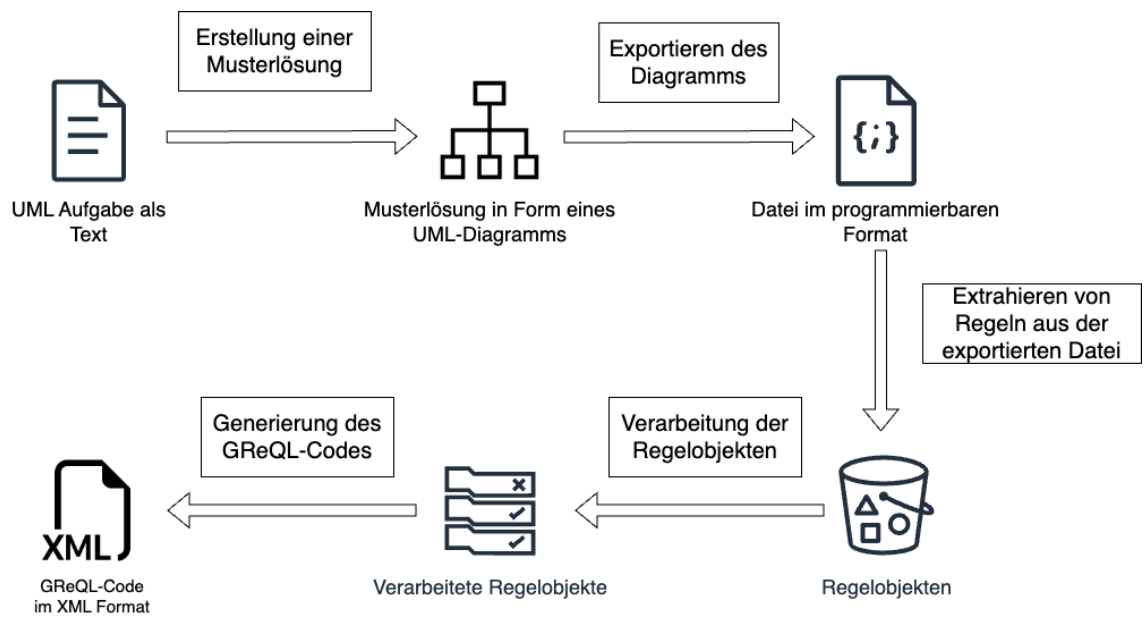 Erstellung einer
Musterlösung
Exportieren des
Diagramms
{;}
UML Aufgabe als
Text
Musterlösung in Form eines
UML-Diagramms
Datei im programmierbaren
Format
Extrahieren von
Regeln aus der
exportierten Datei
Verarbeitung der
Regelobjekten
Generierung des
GReQL-Codes
XML
Regelobjekten
Verarbeitete Regelobjekte
GReQL-Code
im XML Format